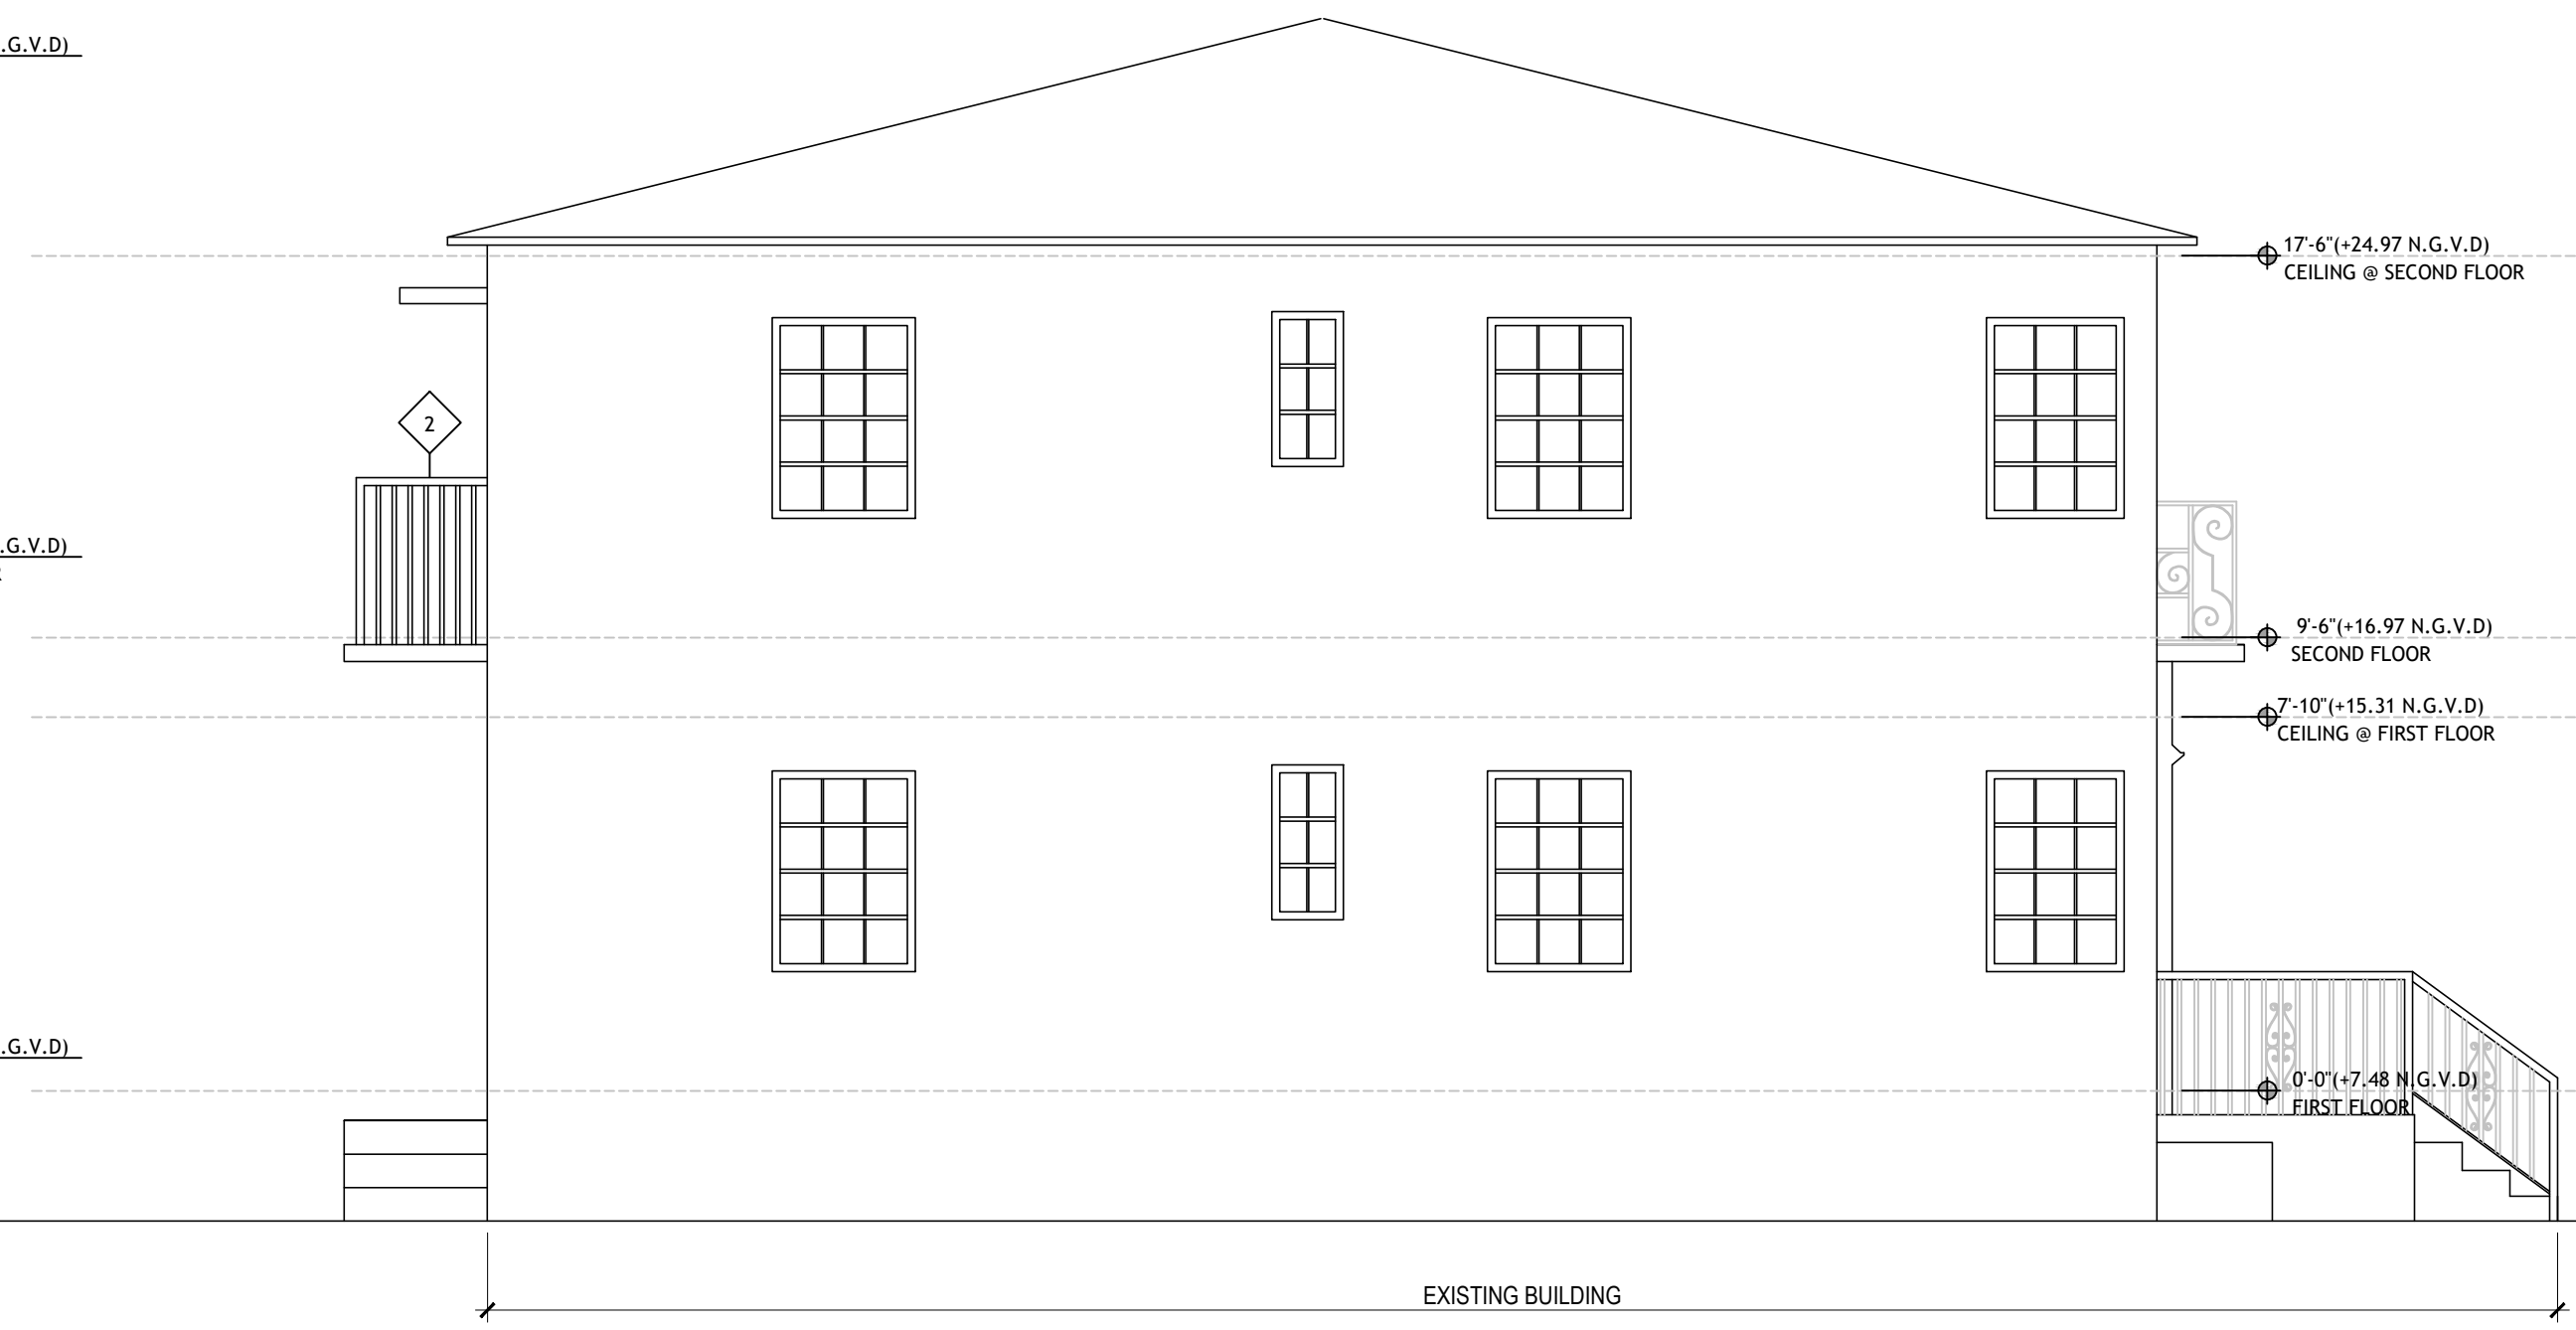 .G.V.D)
17'-6"(+24.97 N.G.V.D)
CEILING @ SECOND FLOOR
2
.G.V.D)
9'-6"(+16.97 N.G.V.D)
SECOND FLOOR
7'-10"(+15.31 N.G.V.D)
CEILING @ FIRST FLOOR
.G.V.D)
0'-0"(+7.48 N.G.V.D)
FIRST FLOOR
EXISTING BUILDING